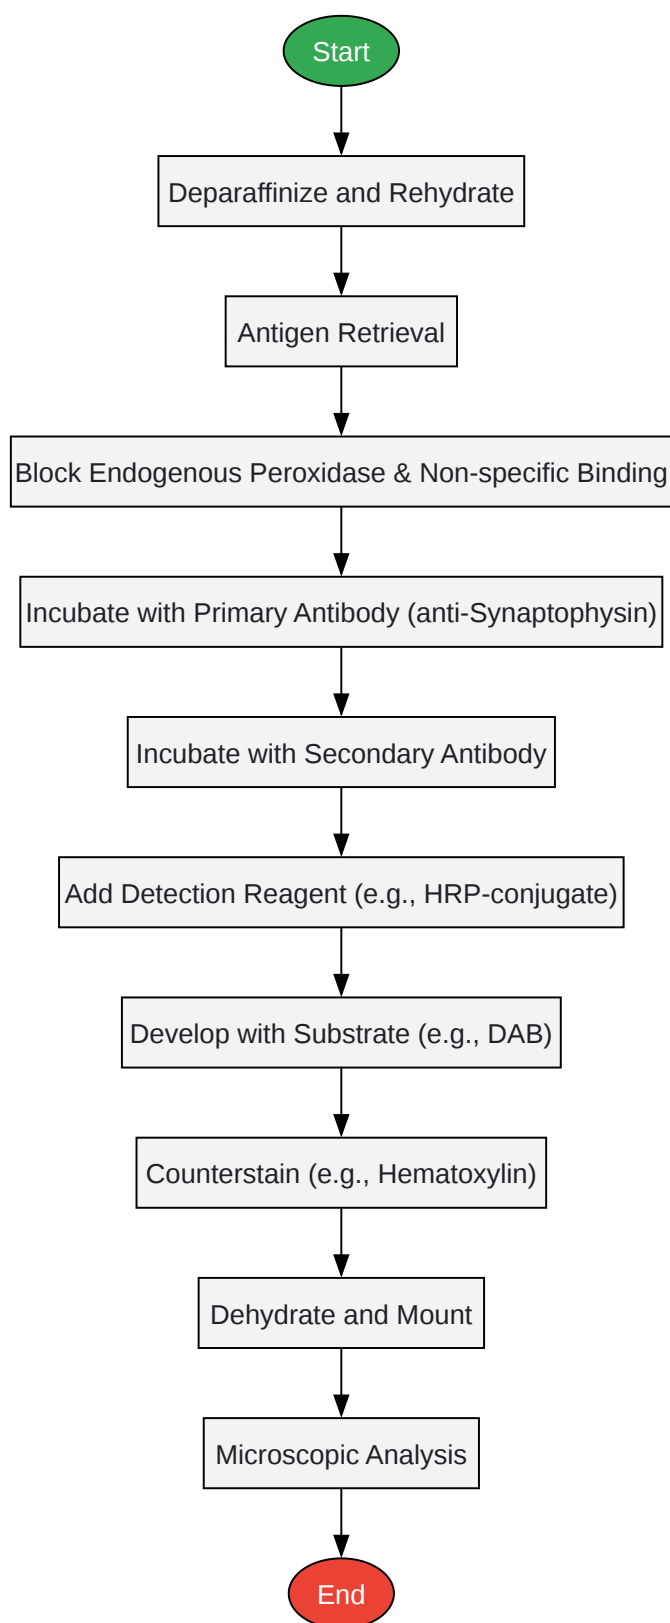 Start
Deparaffinize and Rehydrate
Antigen Retrieval
Block Endogenous Peroxidase & Non-specific Binding
Incubate with Primary Antibody (anti-Synaptophysin)
Incubate with Secondary Antibody
Add Detection Reagent (e.g., HRP-conjugate)
Develop with Substrate (e.g., DAB)
Counterstain (e.g., Hematoxylin)
Dehydrate and Mount
Microscopic Analysis
End